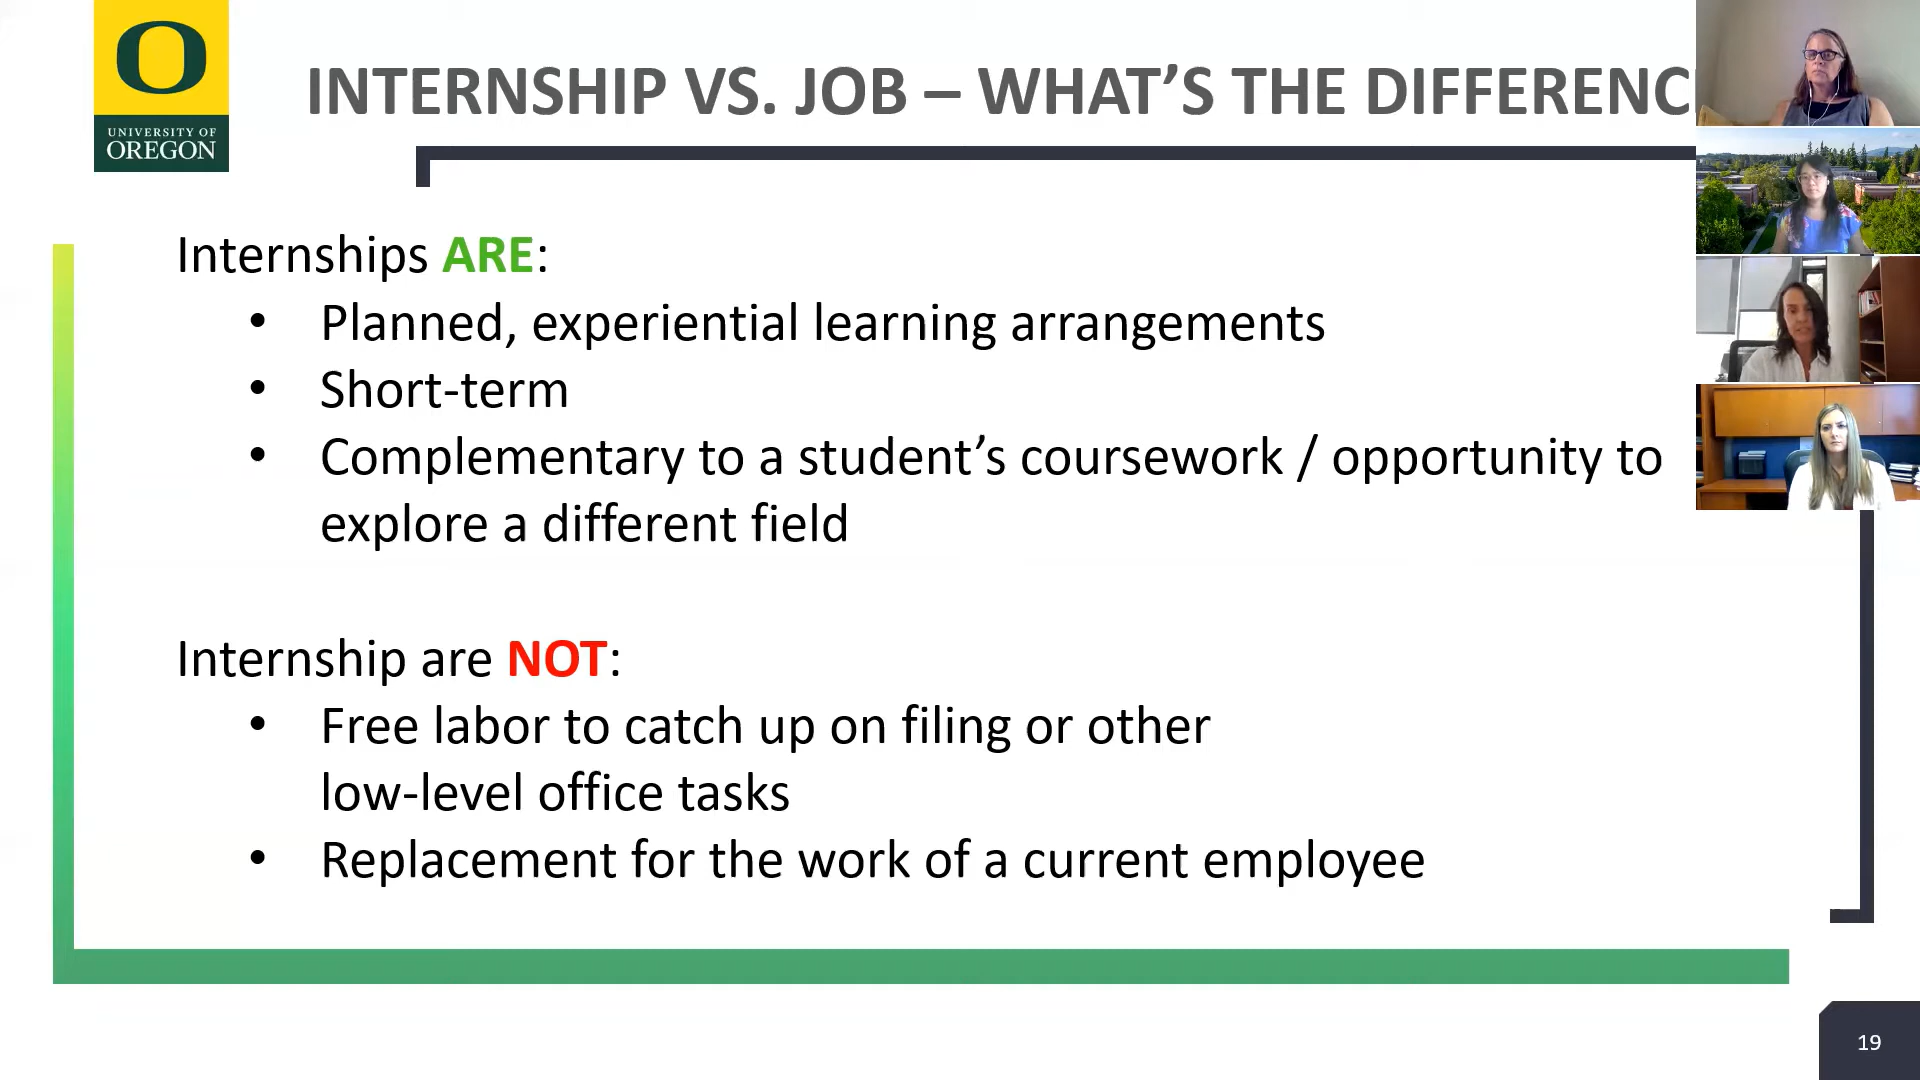 O
UNIVERSITY OF
OREGON
INTERNSHIP VS. JOB – WHAT’S THE DIFFERENC
Internships ARE:
• Planned, experiential learning arrangements
• Short-term
• Complementary to a student’s coursework / opportunity to
explore a different field
Internship are NOT:
• Free labor to catch up on filing or other
low-level office tasks
• Replacement for the work of a current employee
19